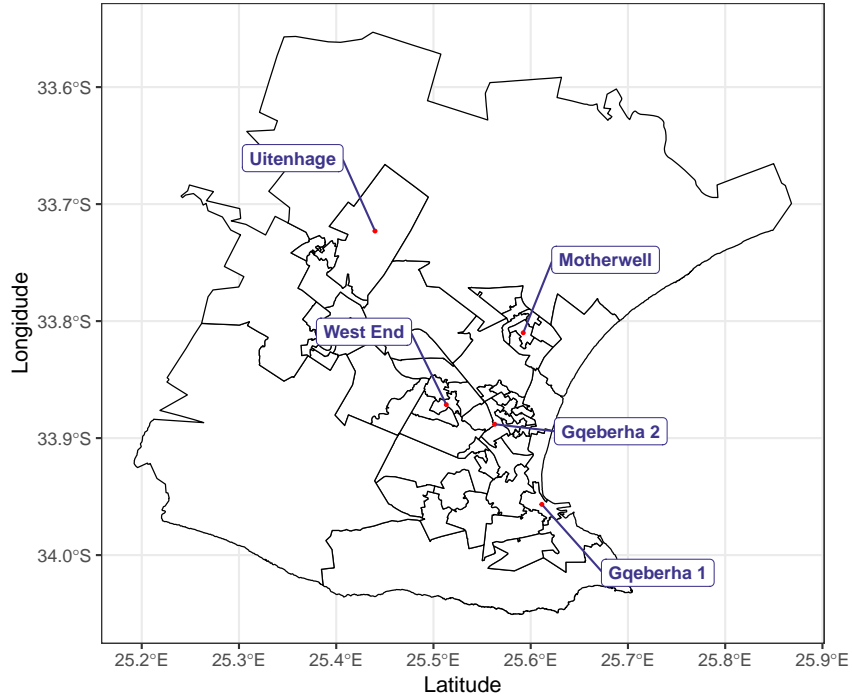 33.6°S
Uitenhage
33.7°S
Motherwell
33.8°S
West End
33.9°S
Gqeberha 2
34.0°S
Gqeberha 1
25.2°E 25.3°E 25.4°E 25.5°E 25.6°E 25.7°E 25.8°E 25.9°E
Latitude
Longidude